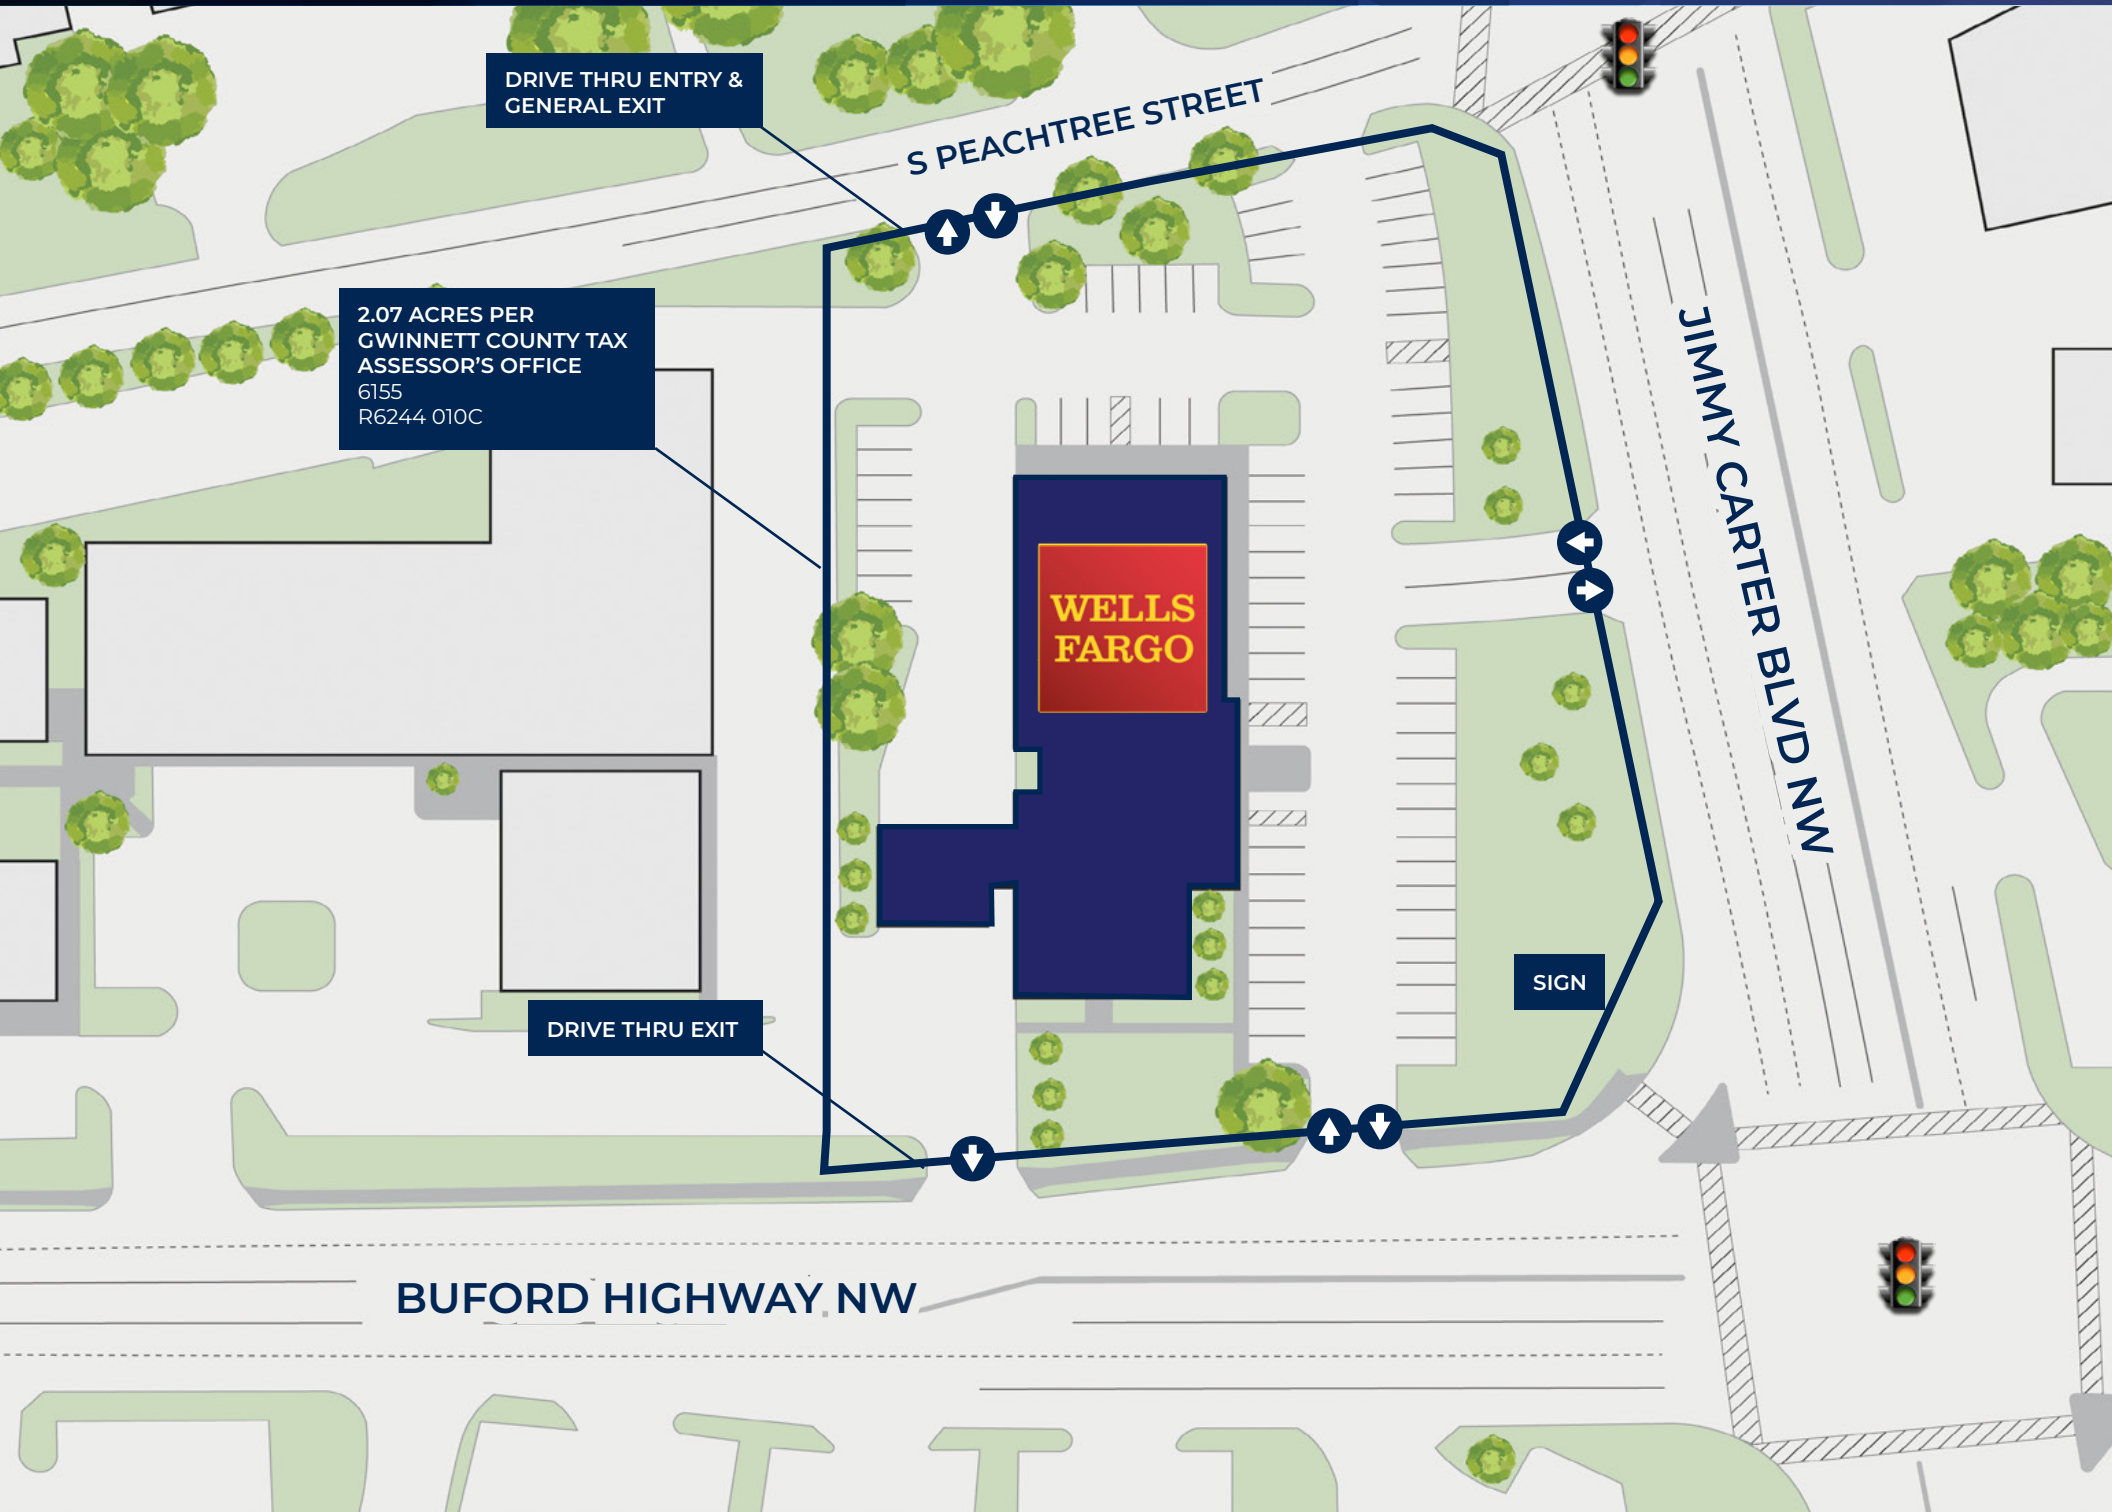 DRIVE THRU ENTRY &
GENERAL EXIT
S PEACHTREE STREET
2.07 ACRES PER
GWINNETT COUNTY TAX
ASSESSOR’S OFFICE
6155
R6244 010C
JIMMY CARTER BLVD NW
WELLS
FARGO
SIGN
DRIVE THRU EXIT
BUFORD HIGHWAY NW